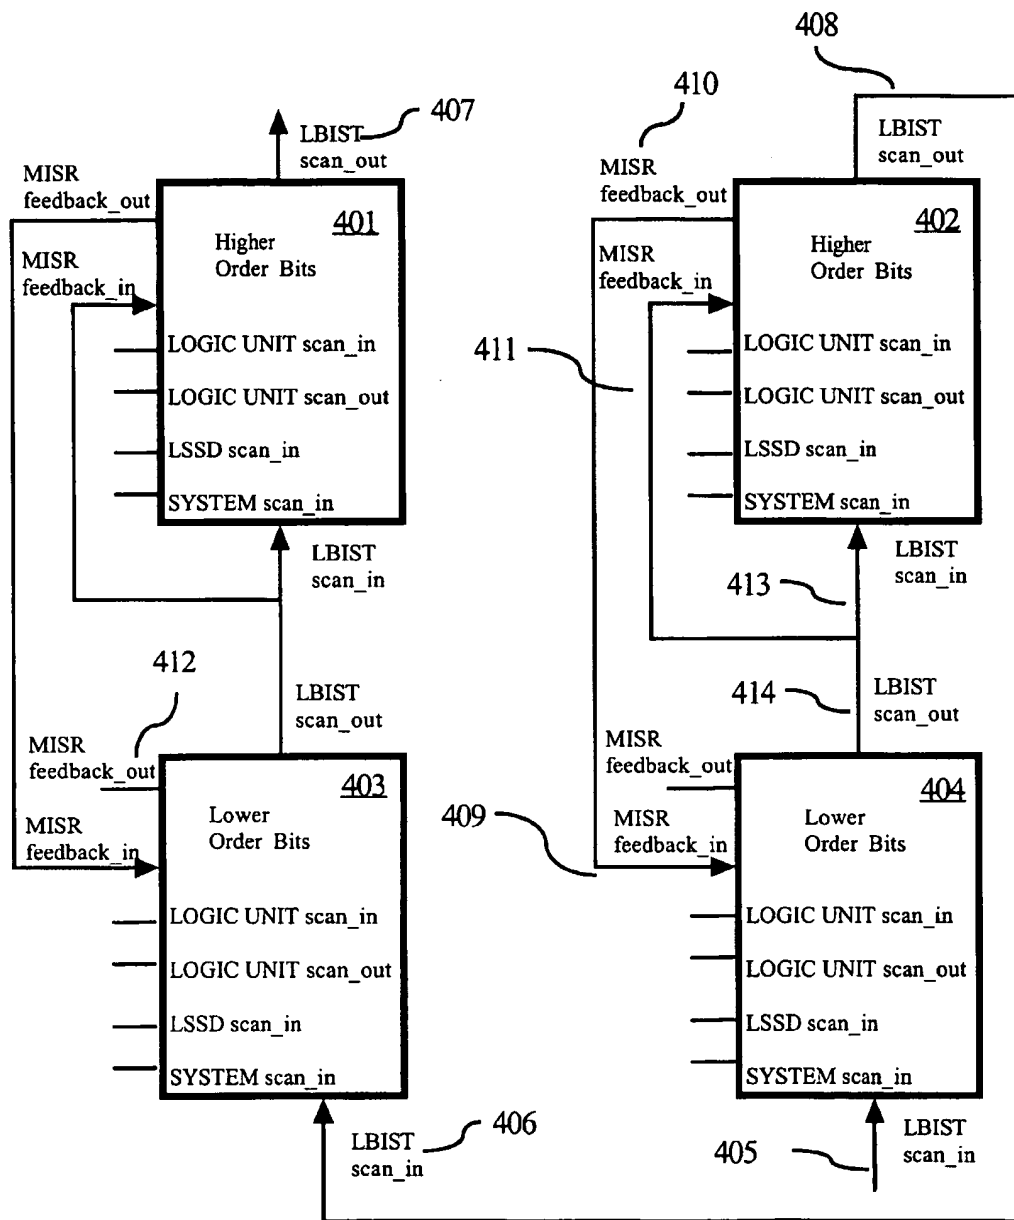 408
410
407
LBIST
scan_out
LBIST
scan_out
MISR
feedback_out
401
Higher
Order Bits
MISR
feedback_in
LOGIC UNIT scan_in
LOGIC UNIT scan_out
LSSD scan_in
SYSTEM scan_in
LBIST
scan_in
MISR
feedback_out
402
Higher
Order Bits
MISR
feedback_in
411
LOGIC UNIT scan_in
LOGIC UNIT scan_out
LSSD scan_in
SYSTEM scan_in
LBIST
scan_in
413
412
LBIST
scan_out
414
LBIST
scan_out
MISR
feedback_out
403
Lower
Order Bits
MISR
feedback_in
LOGIC UNIT scan_in
LOGIC UNIT scan_out
LSSD scan_in
SYSTEM scan_in
LBIST
scan_in
406
MISR
feedback_out
404
Lower
Order Bits
409
MISR
feedback_in
LOGIC UNIT scan_in
LOGIC UNIT scan_out
LSSD scan_in
SYSTEM scan_in
405
LBIST
scan_in